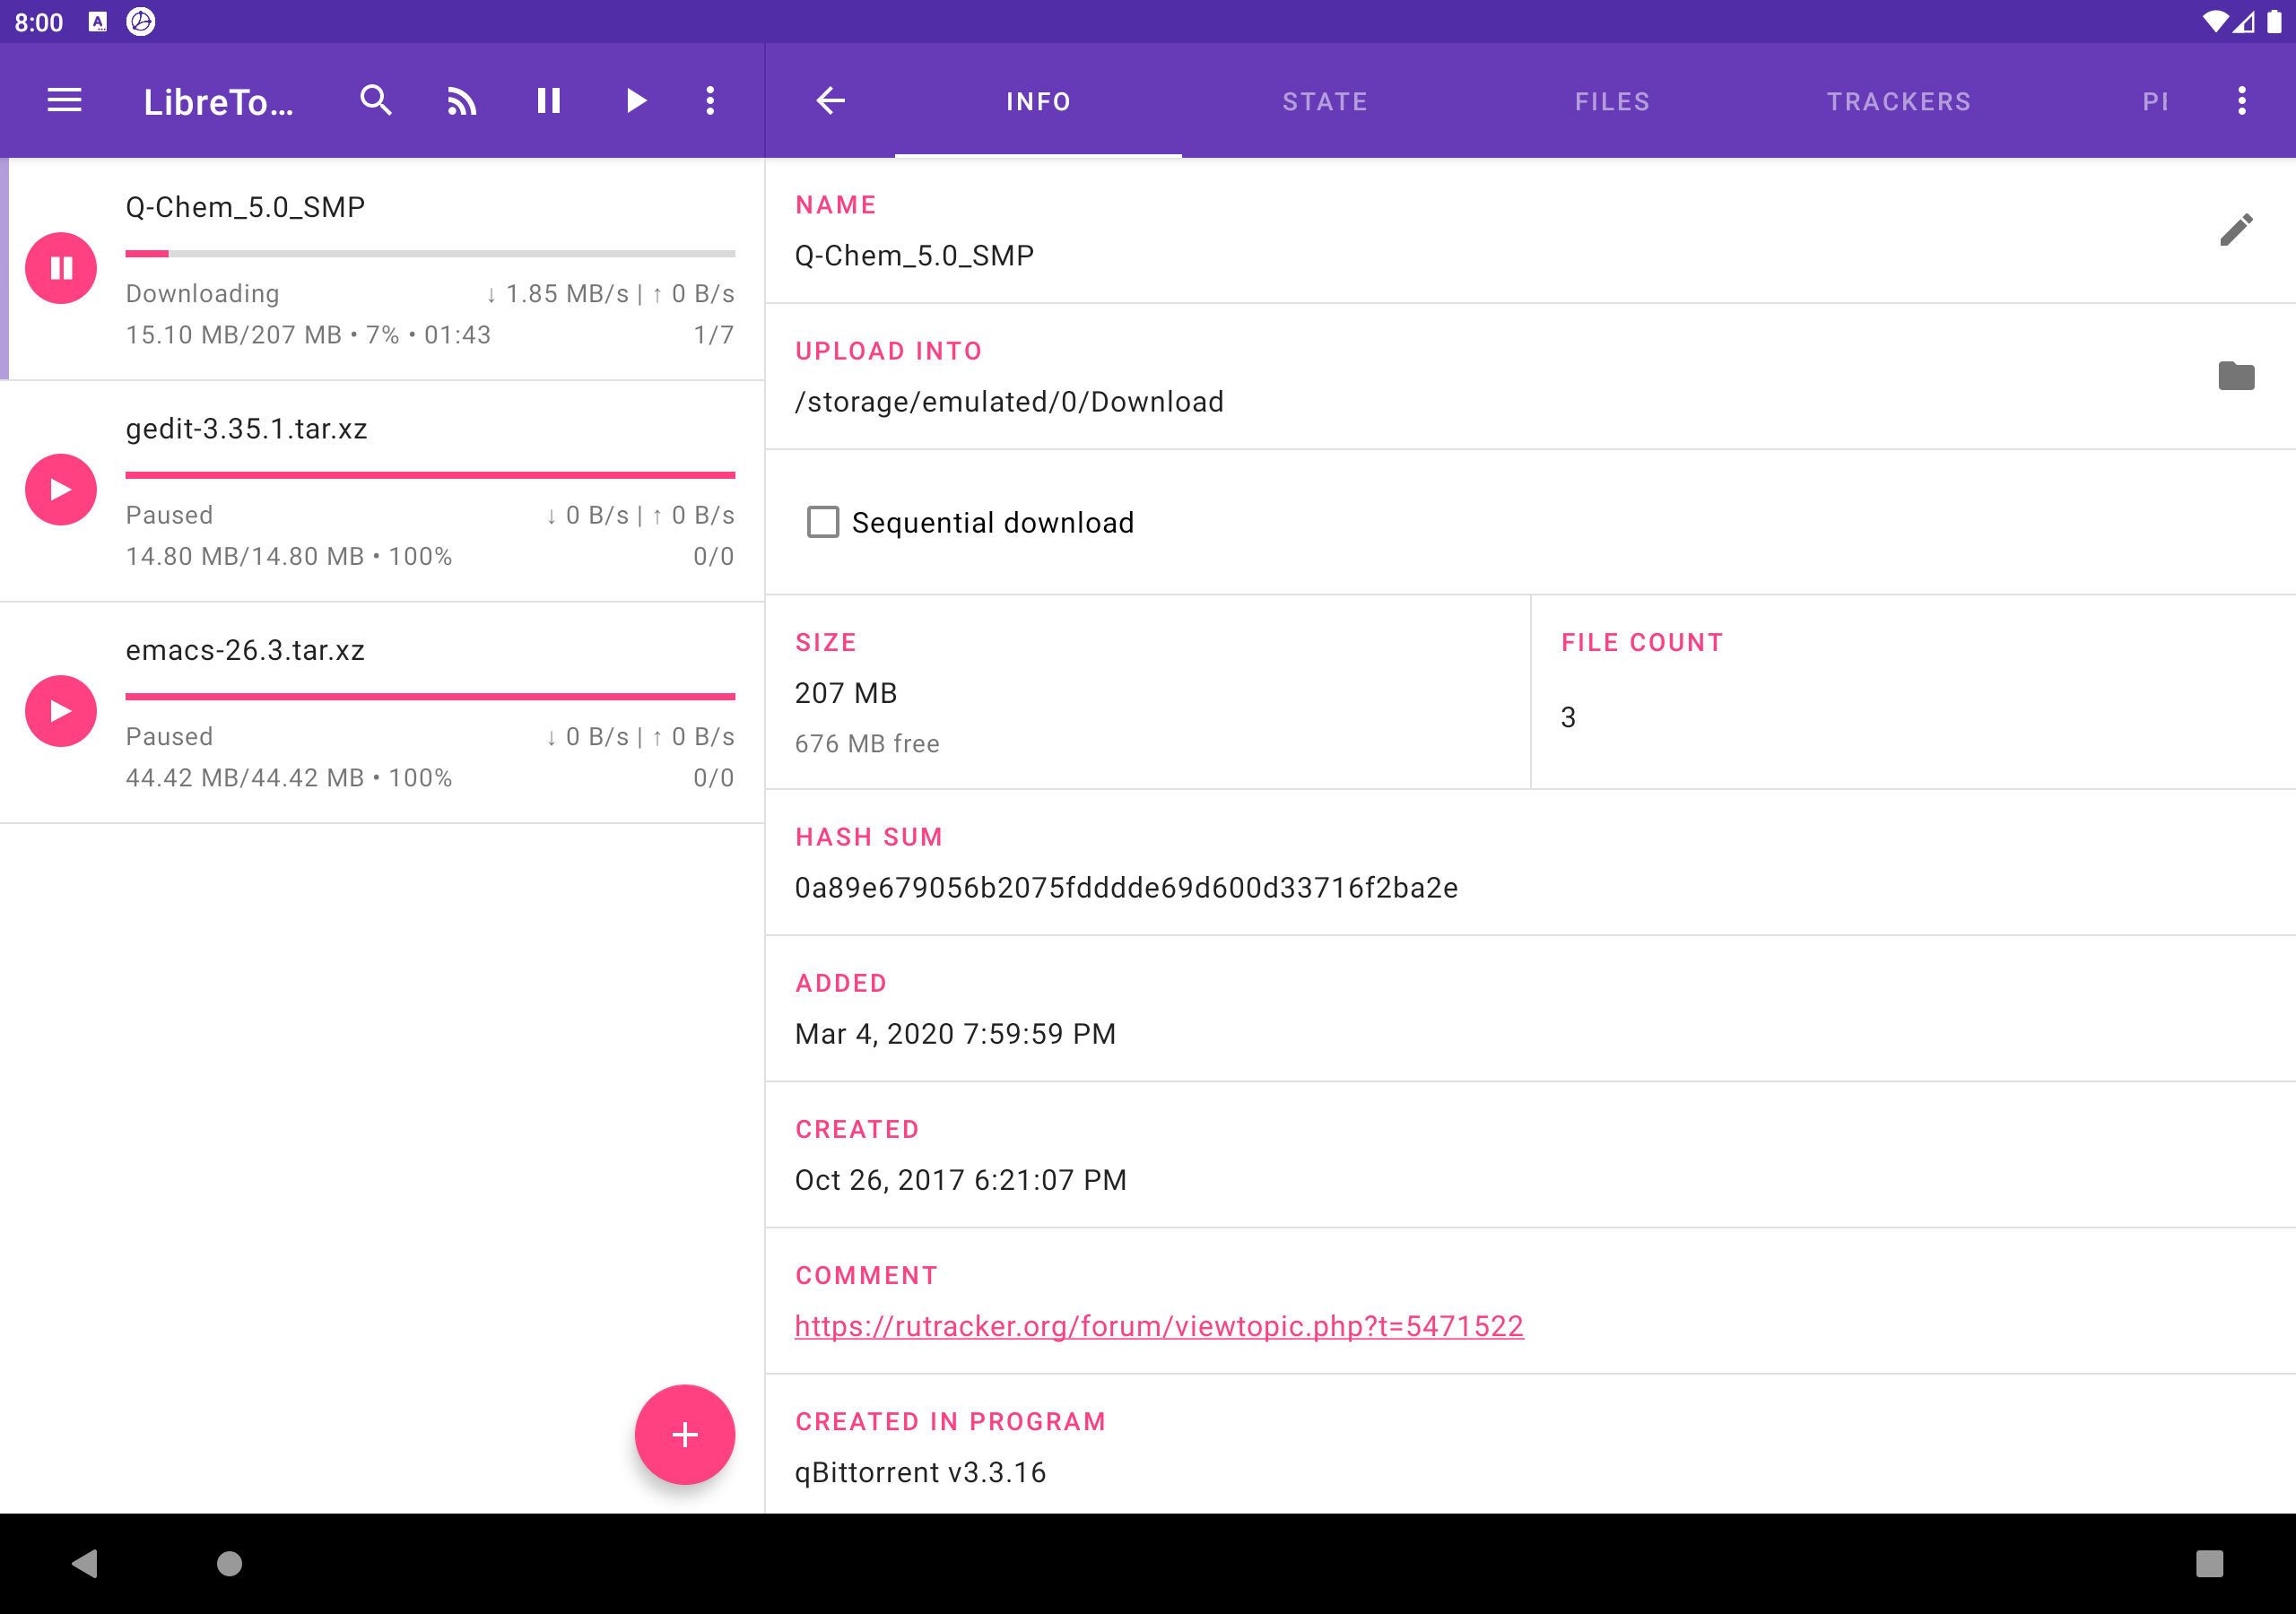 8:00
LibreTo...
INFO
STATE
FILES
TRACKERS
PI
Q-Chem_5.0_SMP
Downloading
↓ 1.85 MB/s | ↑ 0 B/s
15.10 MB/207 MB • 7% • 01:43
1/7
gedit-3.35.1.tar.xz
Paused
↓ 0 B/s | ↑ 0 B/s
14.80 MB/14.80 MB • 100%
0/0
emacs-26.3.tar.xz
Paused
↓ 0 B/s | ↑ 0 B/s
44.42 MB/44.42 MB • 100%
0/0
NAME
Q-Chem_5.0_SMP
UPLOAD INTO
/storage/emulated/0/Download
Sequential download
SIZE
207 MB
676 MB free
FILE COUNT
3
HASH SUM
0a89e679056b2075fdddde69d600d33716f2ba2e
ADDED
Mar 4, 2020 7:59:59 PM
CREATED
Oct 26, 2017 6:21:07 PM
COMMENT
https://rutracker.org/forum/viewtopic.php?t=5471522
CREATED IN PROGRAM
qBittorrent v3.3.16